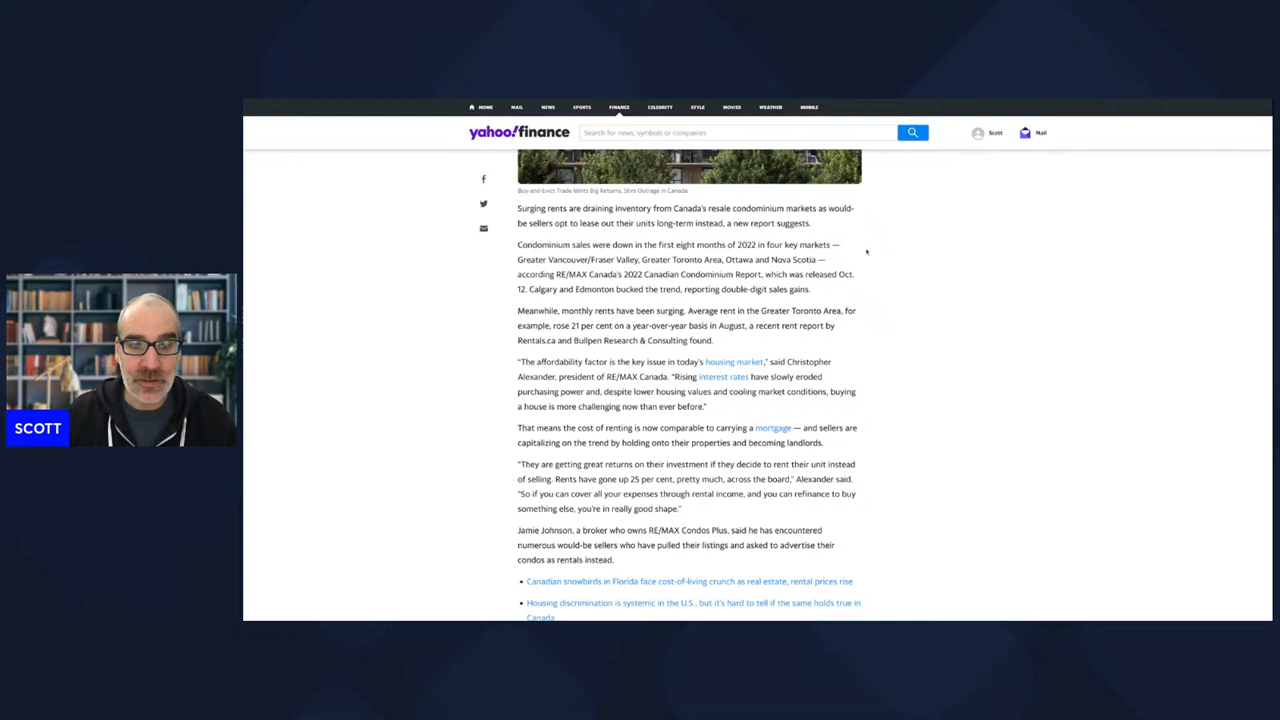 HOME MAIL NEWS SPORTS FINANCE CELEBRITY STYLE MOVIES WEATHER MOBILE
yahoo!finance
Search for news, symbols or companies
Scott
Mail
Buy-and-Evict Trade Mints Big Returns, Stirs Outrage in Canada
Surging rents are draining inventory from Canada's resale condominium markets as would-
be sellers opt to lease out their units long-term instead, a new report suggests.
Condominium sales were down in the first eight months of 2022 in four key markets —
Greater Vancouver/Fraser Valley, Greater Toronto Area, Ottawa and Nova Scotia —
according RE/MAX Canada's 2022 Canadian Condominium Report, which was released Oct.
12. Calgary and Edmonton bucked the trend, reporting double-digit sales gains.
Meanwhile, monthly rents have been surging. Average rent in the Greater Toronto Area, for
example, rose 21 per cent on a year-over-year basis in August, a recent rent report by
Rentals.ca and Bullpen Research & Consulting found.
"The affordability factor is the key issue in today's housing market," said Christopher
Alexander, president of RE/MAX Canada. "Rising interest rates have slowly eroded
purchasing power and, despite lower housing values and cooling market conditions, buying
a house is more challenging now than ever before."
That means the cost of renting is now comparable to carrying a mortgage — and sellers are
capitalizing on the trend by holding onto their properties and becoming landlords.
"They are getting great returns on their investment if they decide to rent their unit instead
of selling. Rents have gone up 25 per cent, pretty much, across the board," Alexander said.
"So if you can cover all your expenses through rental income, and you can refinance to buy
something else, you're in really good shape."
Jamie Johnson, a broker who owns RE/MAX Condos Plus, said he has encountered
numerous would-be sellers who have pulled their listings and asked to advertise their
condos as rentals instead.
• Canadian snowbirds in Florida face cost-of-living crunch as real estate, rental prices rise
• Housing discrimination is systemic in the U.S., but it's hard to tell if the same holds true in
Canada
SCOTT